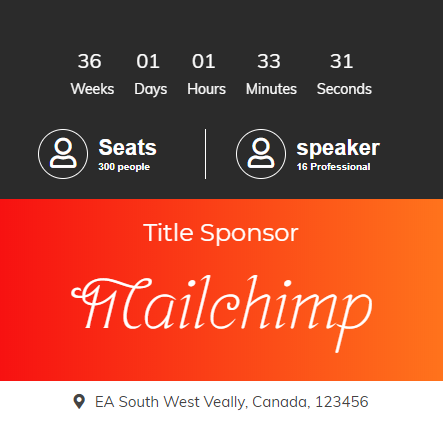 36 01 01 33 31
Weeks Days Hours Minutes Seconds
Seats speaker
300 people 16 Professional
Title Sponsor
Mailchimp
EA South West Veally, Canada, 123456